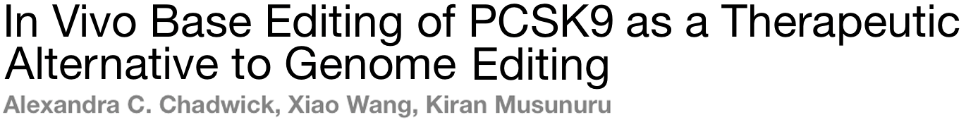 In Vivo Base Editing of PCSK9 as a Therapeutic
Alternative to Genome Editing
Alexandra C. Chadwick, Xiao Wang, Kiran Musunuru